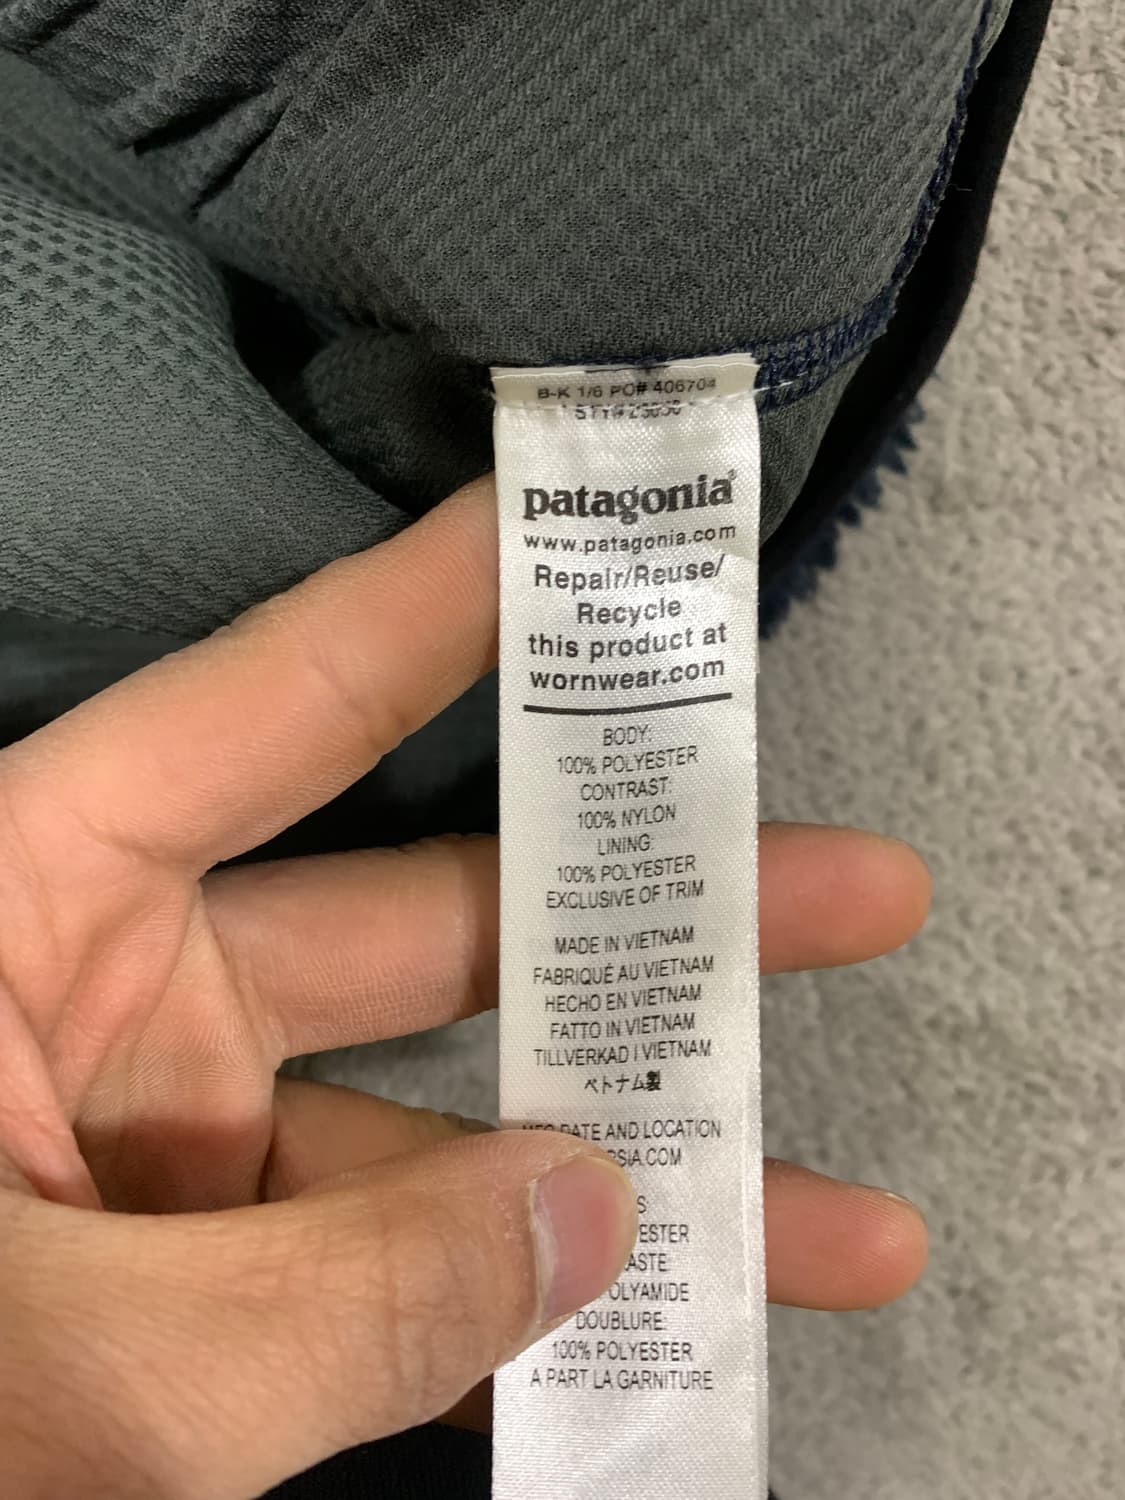 B-K 1/6 PO# 406704
patagonia
www.patagonia.com
Repair/Reuse/
Recycle
this product at
wornwear.com
BODY:
100% POLYESTER
CONTRAST:
100% NYLON
LINING:
100% POLYESTER
EXCLUSIVE OF TRIM
MADE IN VIETNAM
FABRIQUÉ AU VIETNAM
HECHO EN VIETNAM
FATTO IN VIETNAM
TILLVERKAD I VIETNAM
ベトナム製
DATE AND LOCATION
DOUBLURE:
100% POLYESTER
A PART LA GARNITURE